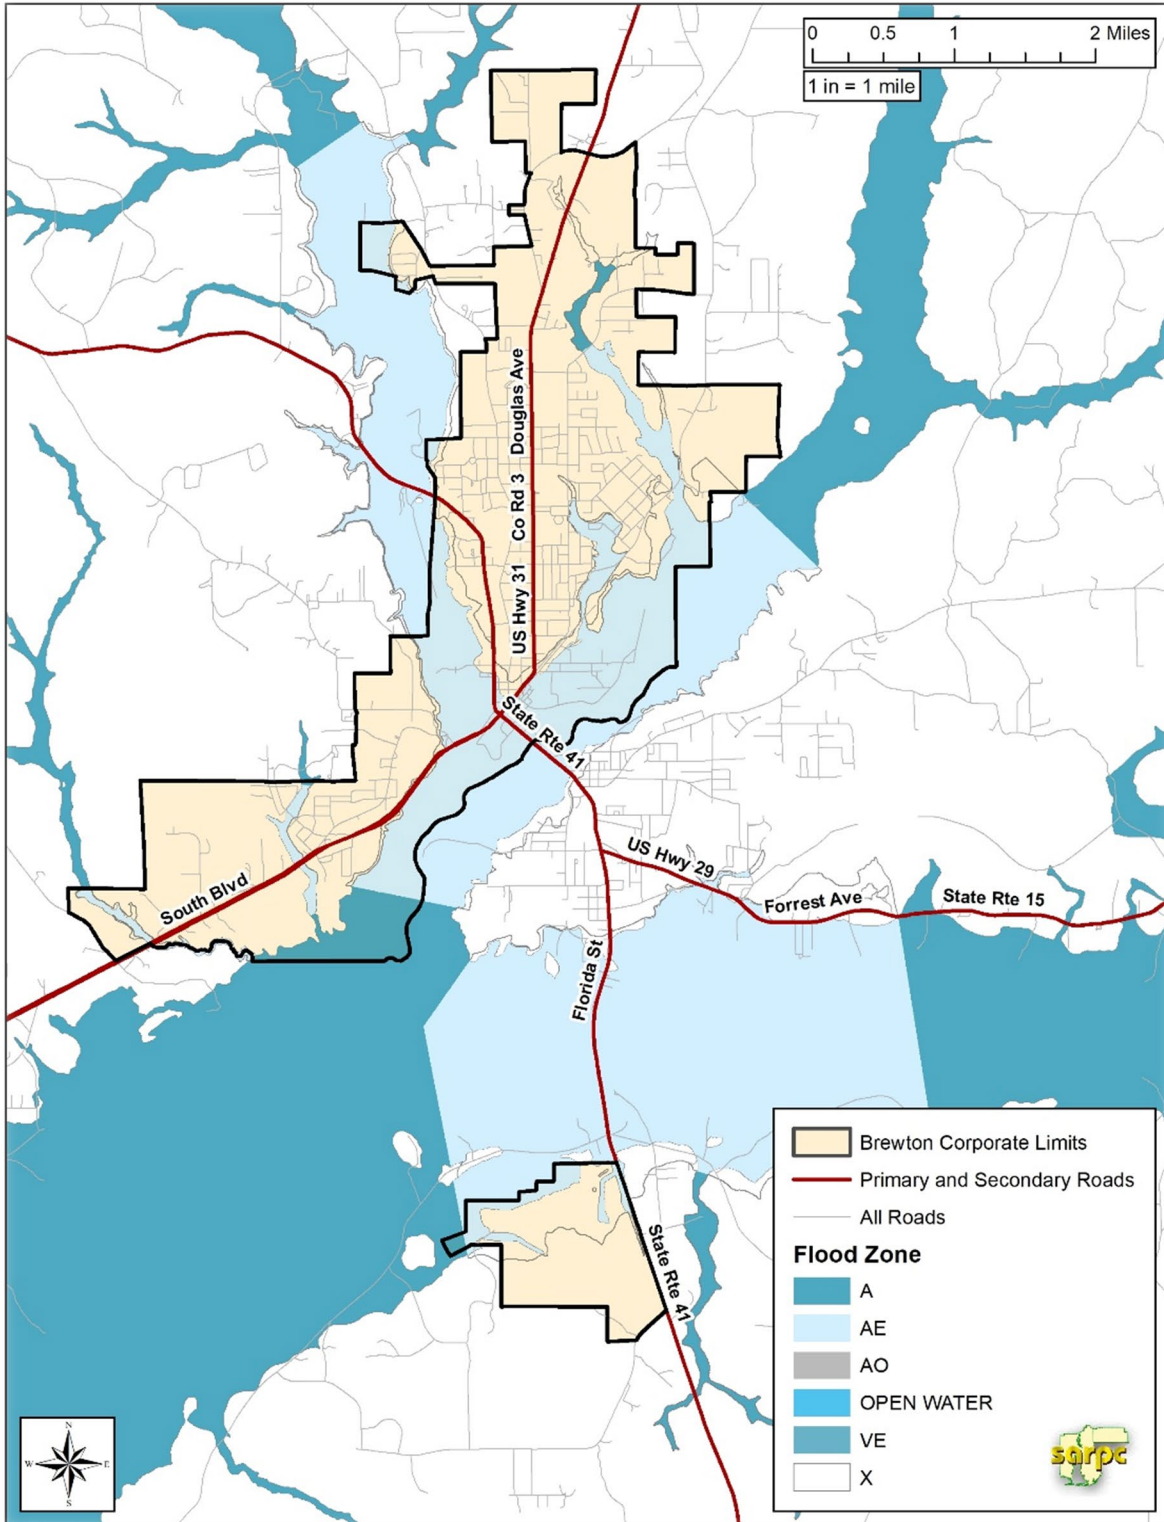 0 0.5 1 2 Miles
1 in = 1 mile
Douglas Ave
Co Rd 3
US Hwy 31
State Rte 41
US Hwy 29
Forrest Ave
State Rte 15
South Blvd
Florida St
State Rte 41
Brewton Corporate Limits
Primary and Secondary Roads
All Roads
Flood Zone
A
AE
AO
OPEN WATER
VE
X
N
W E
S
sarpc